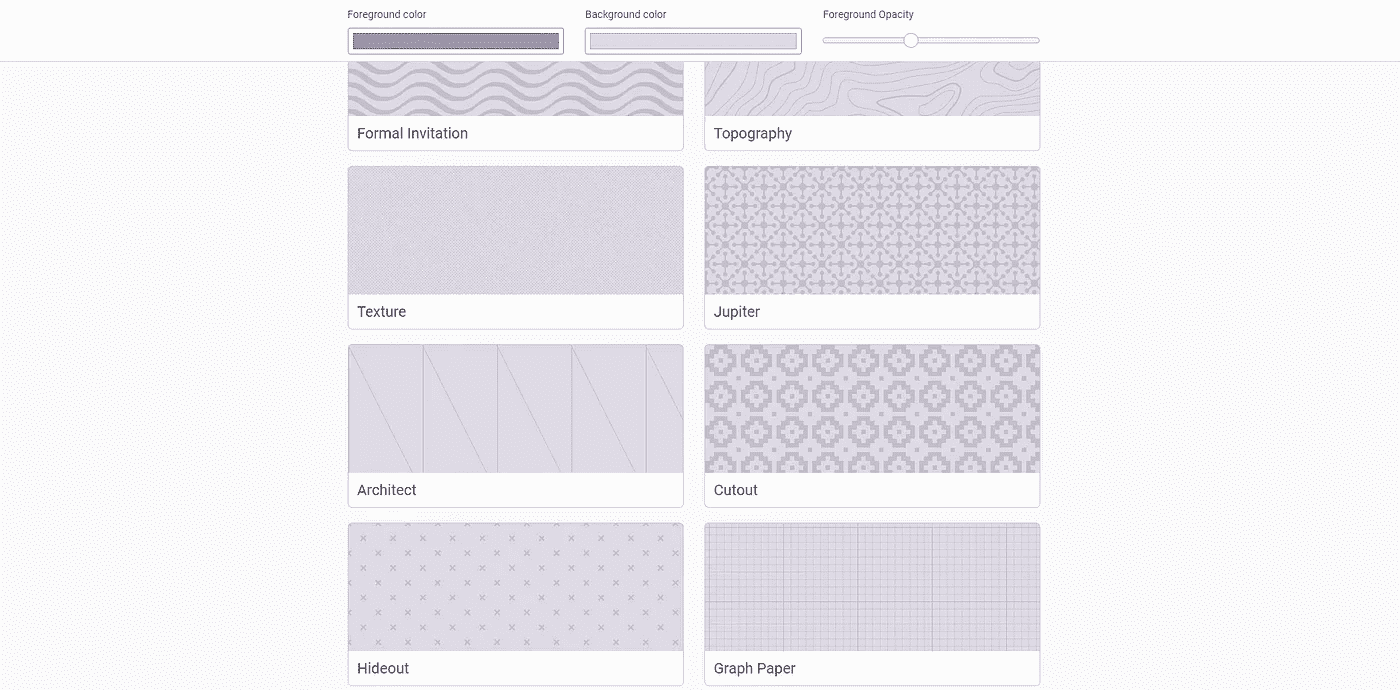 Foreground color
Background color
Foreground Opacity
Formal Invitation
Topography
Texture
Jupiter
Architect
Cutout
Hideout
Graph Paper